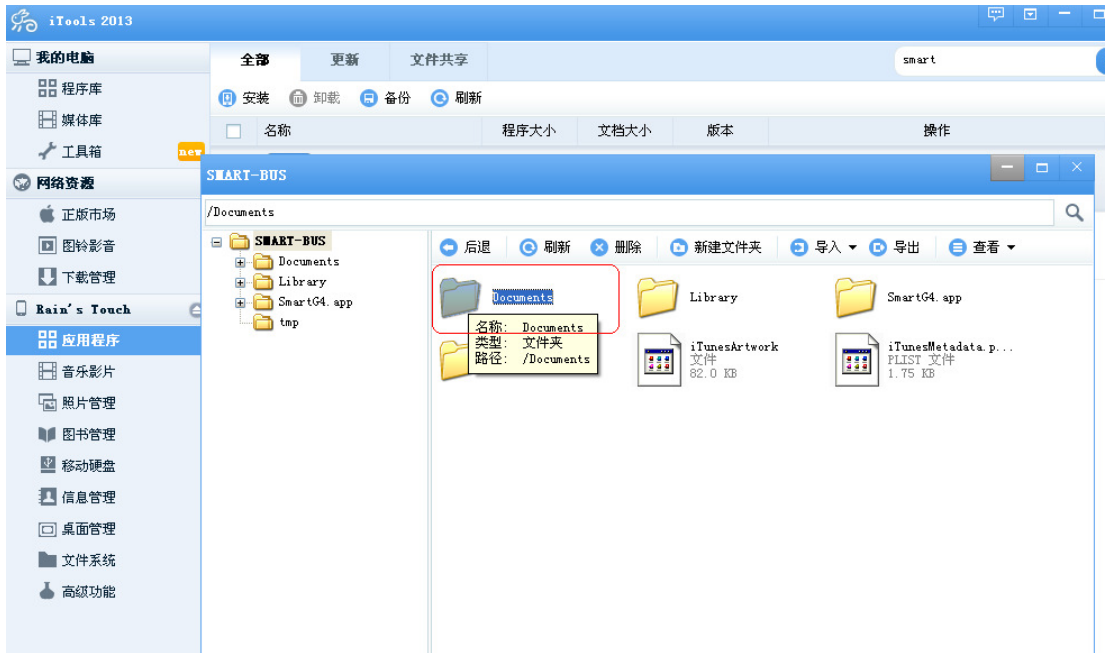 iTools 2013
我的电脑
程序库
媒体库
工具箱 new
网络资源
正版市场
图铃影音
下载管理
Rain's Touch
应用程序
音乐影片
照片管理
图书管理
移动硬盘
信息管理
桌面管理
文件系统
高级功能
全部 更新 文件共享 smart
安装 卸载 备份 刷新
名称 程序大小 文档大小 版本 操作
SMART-BUS
/Documents
SMART-BUS
Documents
Library
SmartG4.app
tmp
后退 刷新 删除 新建文件夹 导入 导出 查看
Documents Library SmartG4.app
名称: Documents
类型: 文件夹
路径: /Documents
iTunesArtwork
文件
82.0 KB
iTunesMetadata.p...
PLIST 文件
1.75 KB